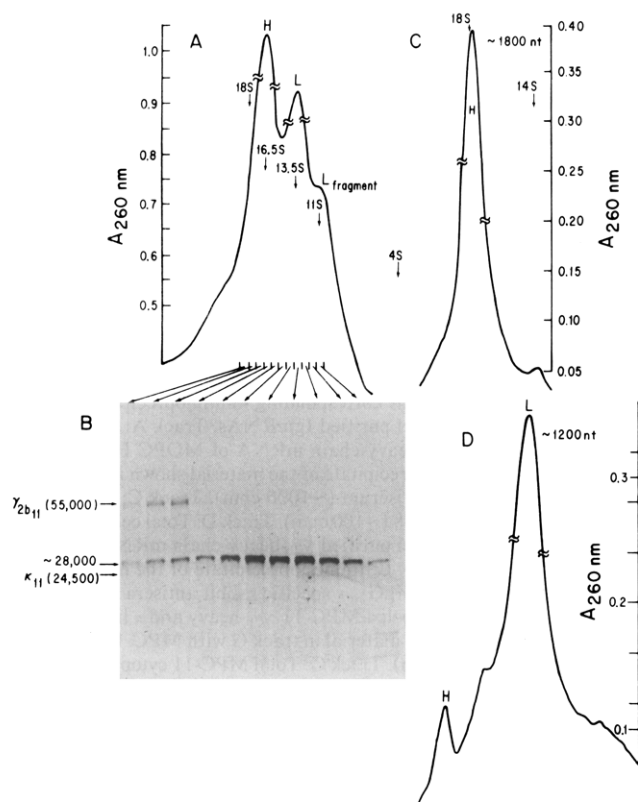 A
H
L
L fragment
18S
16.5S
13.5S
11S
4S
A260 nm
1.0
0.9
0.8
0.7
0.6
0.5
B
γ2b11 (55,000)
~28,000
κ11 (24,500)
C
18S
H
~1800 nt
14S
A260 nm
0.40
0.35
0.30
0.25
0.20
0.15
0.10
0.05
D
L
~1200 nt
H
A260 nm
0.3
0.2
0.1